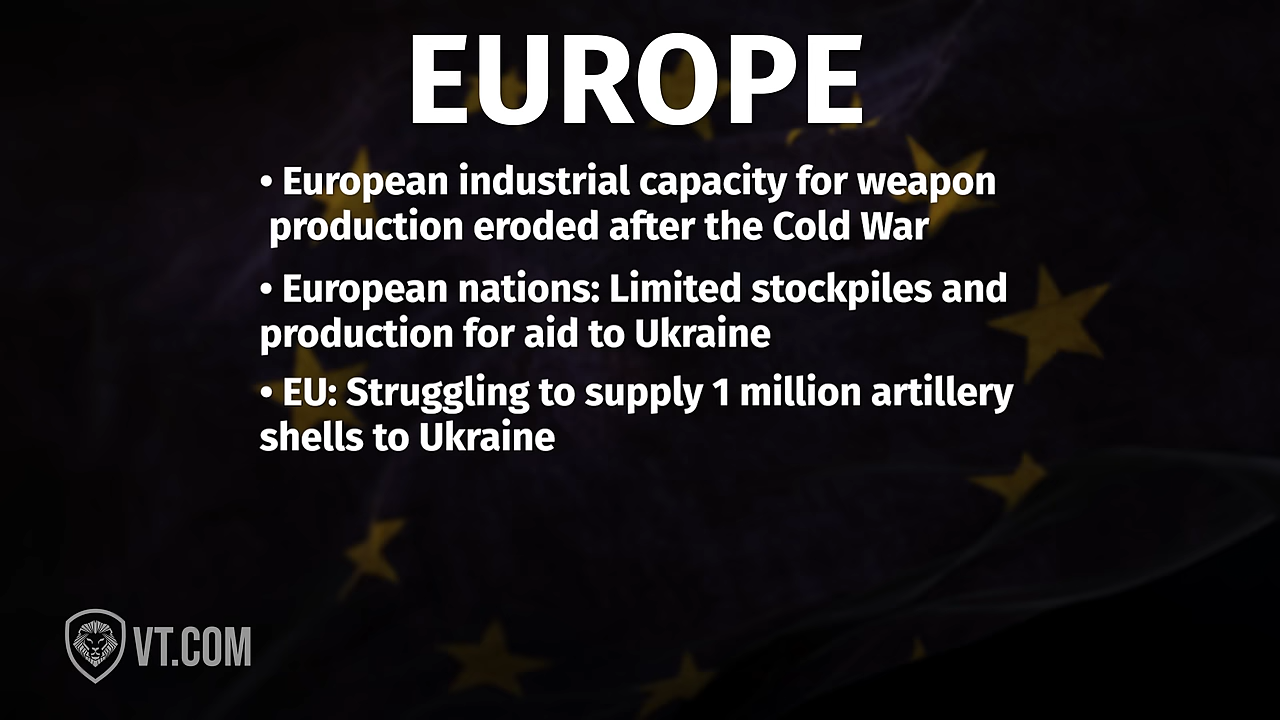 EUROPE
• European industrial capacity for weapon
production eroded after the Cold War
• European nations: Limited stockpiles and
production for aid to Ukraine
• EU: Struggling to supply 1 million artillery
shells to Ukraine
VT.COM